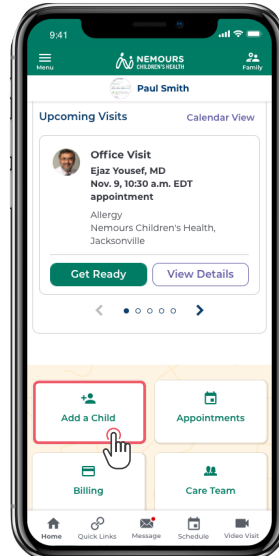 9:41
Menu
NEMOURS
CHILDREN'S HEALTH
Family
Paul Smith
Upcoming Visits
Calendar View
Office Visit
Ejaz Yousef, MD
Nov. 9, 10:30 a.m. EDT
appointment
Allergy
Nemours Children's Health,
Jacksonville
Get Ready
View Details
Add a Child
Appointments
Billing
Care Team
Home
Quick Links
Message
Schedule
Video Visit